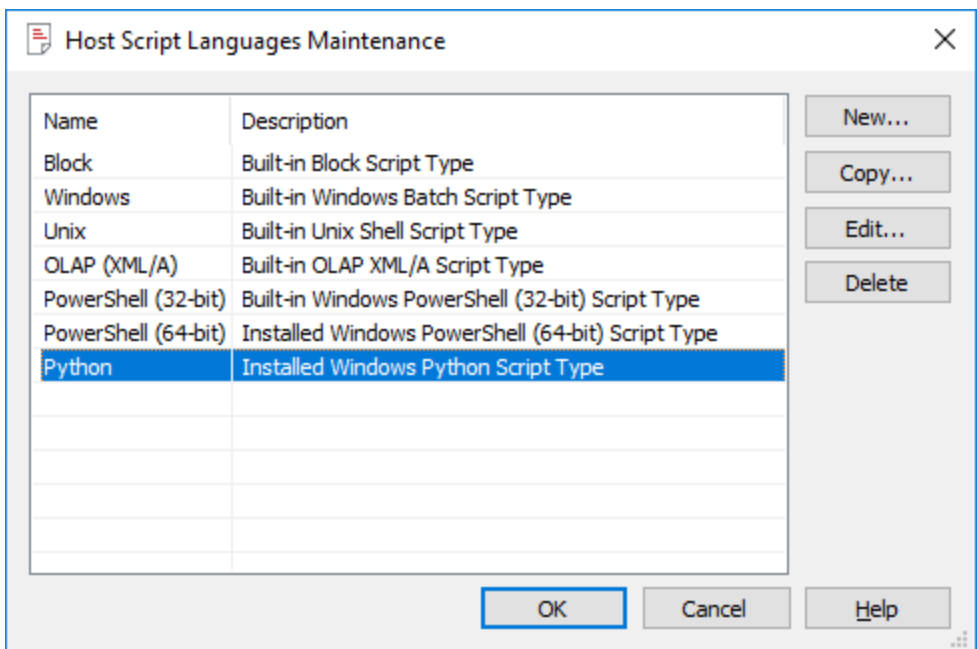 Host Script Languages Maintenance
Name Description
Block Built-in Block Script Type
Windows Built-in Windows Batch Script Type
Unix Built-in Unix Shell Script Type
OLAP (XML/A) Built-in OLAP XML/A Script Type
PowerShell (32-bit) Built-in Windows PowerShell (32-bit) Script Type
PowerShell (64-bit) Installed Windows PowerShell (64-bit) Script Type
Python Installed Windows Python Script Type
New...
Copy...
Edit...
Delete
OK Cancel Help